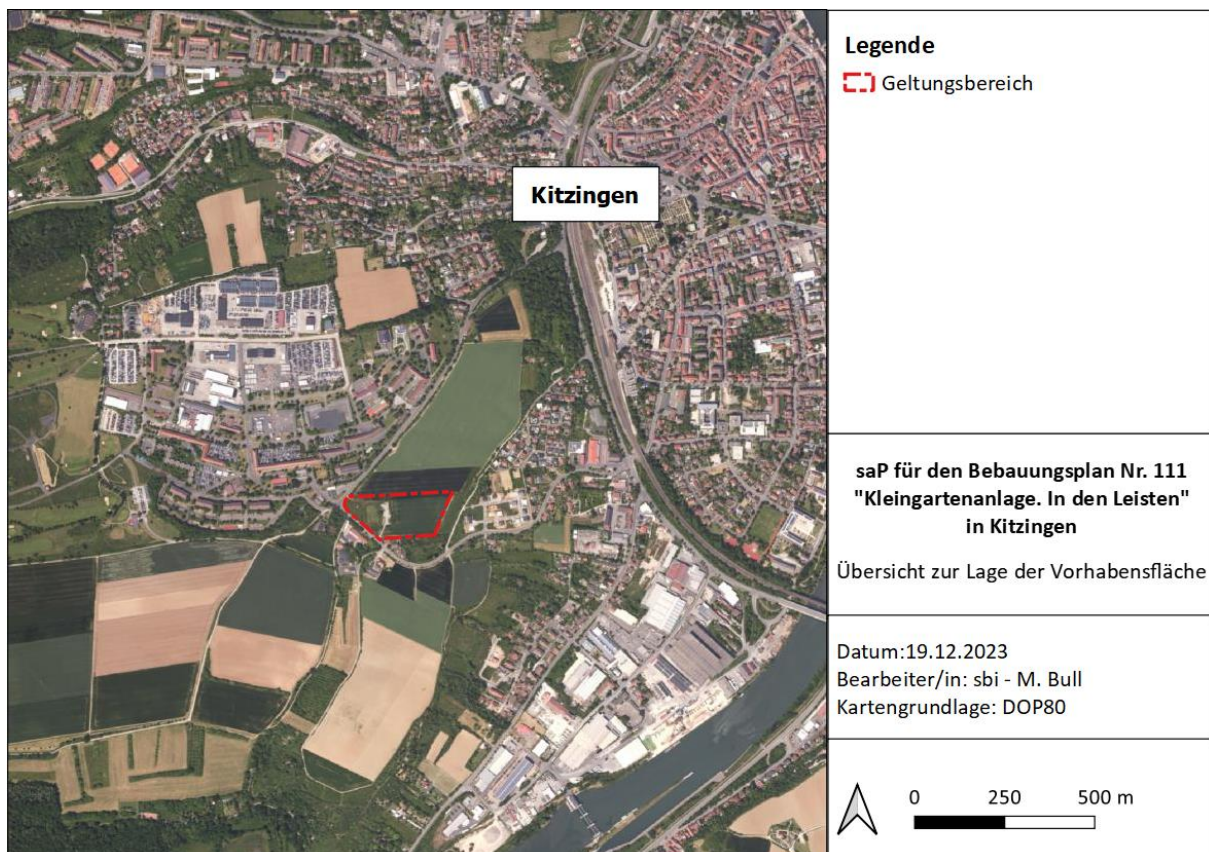 Kitzingen
Legende
Geltungsbereich
saP für den Bebauungsplan Nr. 111
"Kleingartenanlage. In den Leisten"
in Kitzingen
Übersicht zur Lage der Vorhabensfläche
Datum:19.12.2023
Bearbeiter/in: sbi - M. Bull
Kartengrundlage: DOP80
0 250 500 m